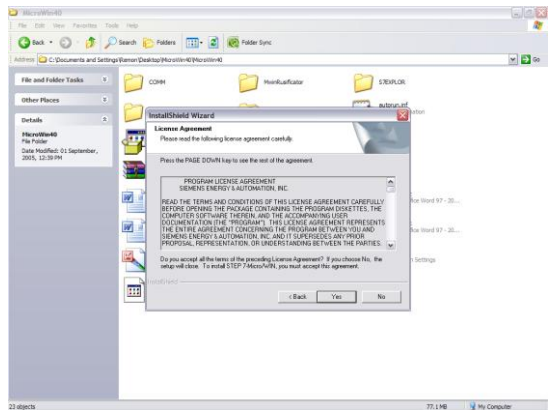 MicroWin40
File Edit View Favorites Tools Help
Back Search Folders Folder Sync
Address C:\Documents and Settings\ \Desktop\MicroWin40\MicroWin40 Go
File and Folder Tasks
Other Places
Details
MicroWin40
File Folder
Date Modified: 01 September, 2005, 12:39 PM
COMM
S7EXPLOR
autorun.inf
InstallShield Wizard
License Agreement
Please read the following license agreement carefully.
Press the PAGE DOWN key to see the rest of the agreement.
PROGRAM LICENSE AGREEMENT
SIEMENS ENERGY & AUTOMATION, INC.
READ THE TERMS AND CONDITIONS OF THIS LICENSE AGREEMENT CAREFULLY
BEFORE OPENING THE PACKAGE CONTAINING THE PROGRAM DISKETTES, THE
COMPUTER SOFTWARE THEREIN, AND THE ACCOMPANYING USER
DOCUMENTATION (THE "PROGRAM"). THIS LICENSE AGREEMENT REPRESENTS
THE ENTIRE AGREEMENT CONCERNING THE PROGRAM BETWEEN YOU AND
SIEMENS ENERGY & AUTOMATION, INC. AND IT SUPERSEDES ANY PRIOR
PROPOSAL, REPRESENTATION, OR UNDERSTANDING BETWEEN THE PARTIES.
Do you accept all the terms of the preceding License Agreement? If you choose No, the
setup will close. To install STEP 7-Micro/WIN, you must accept this agreement.
InstallShield
< Back Yes No
Word 97 - 20...
Word 97 - 20...
Settings
23 objects
77.1 MB My Computer